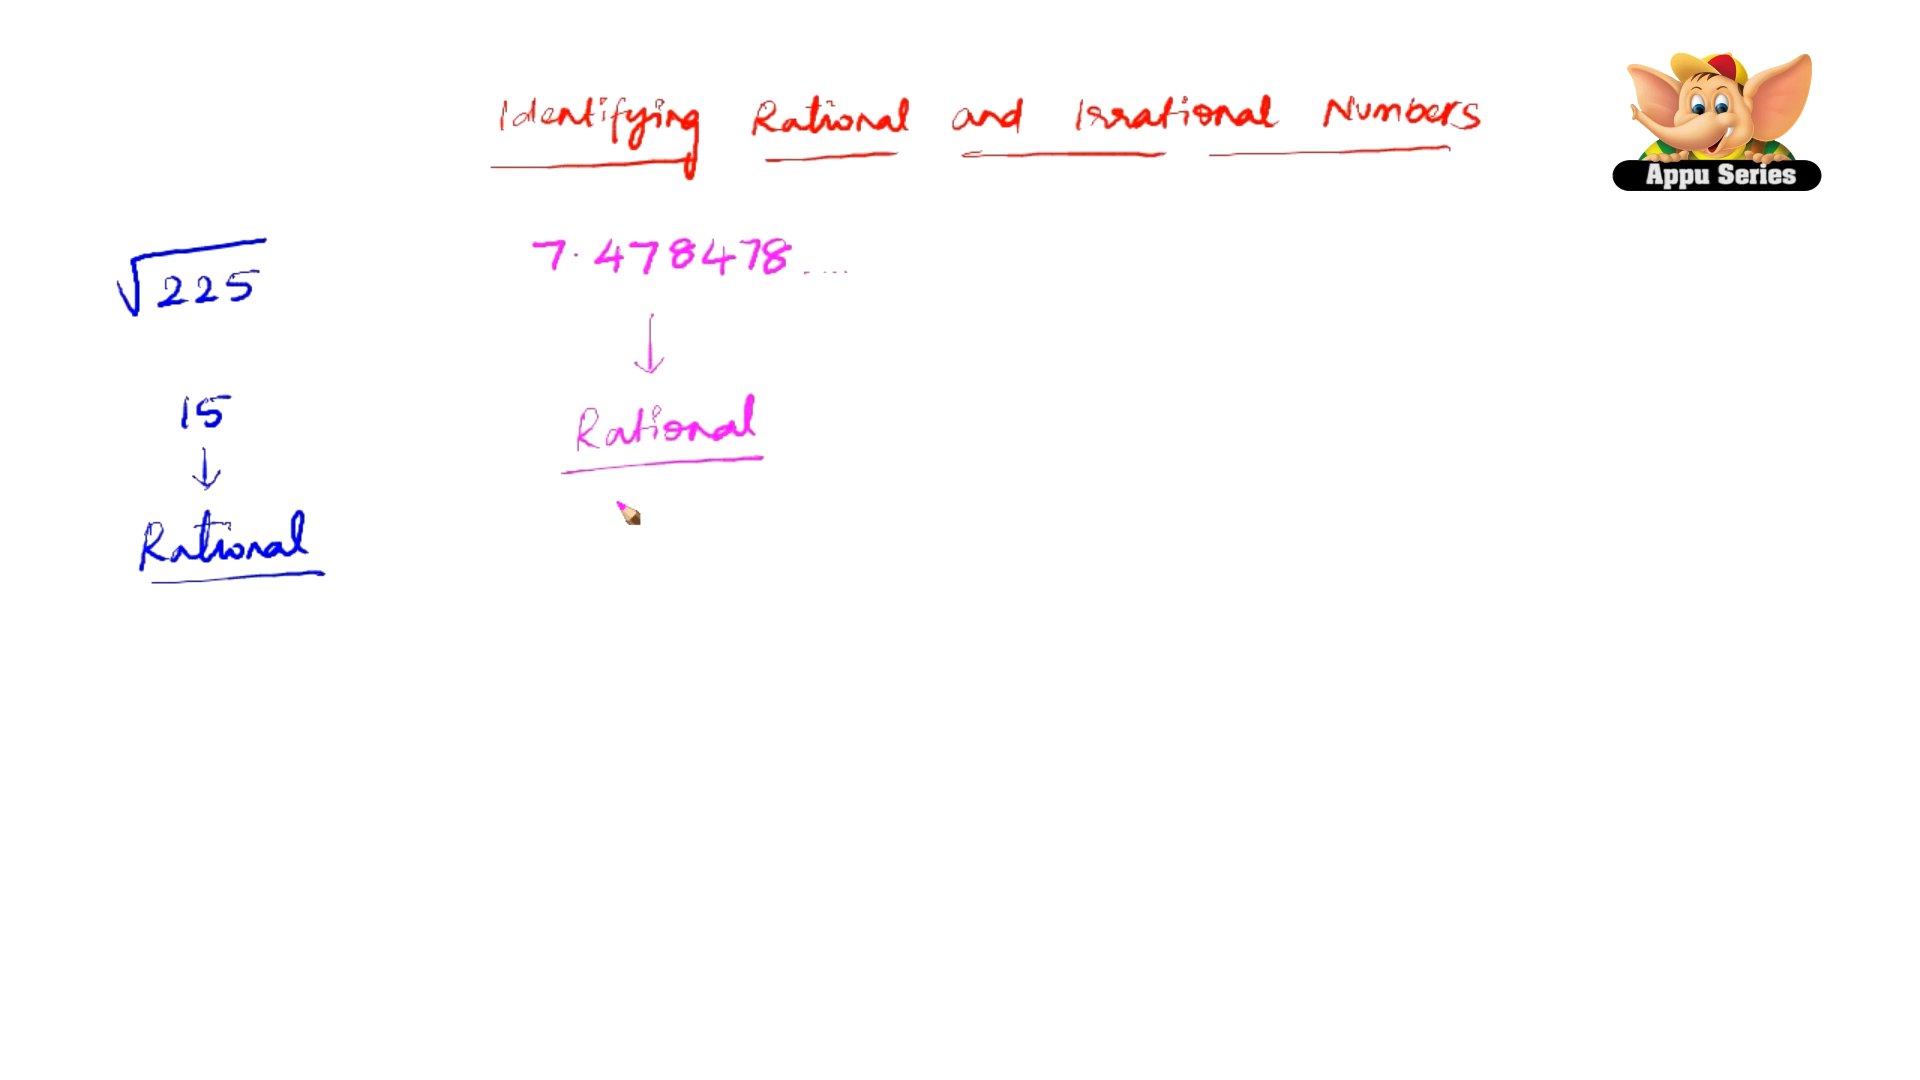 Identifying Rational and Irrational Numbers
Appu Series
√225
15
↓
Rational
7.478478....
↓
Rational